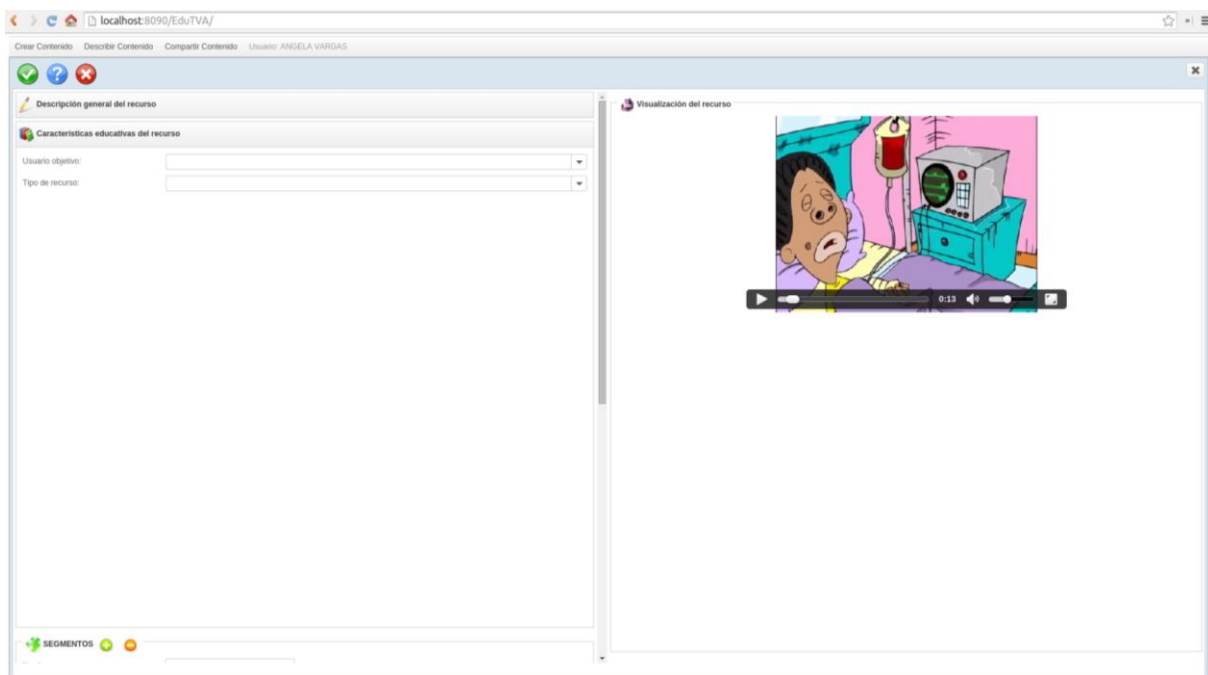 localhost:8090/EduTVA/
Crear Contenido Describir Contenido Compartir Contenido Usuario: ANGELA VARGAS
Descripción general del recurso
Visualización del recurso
Características educativas del recurso
Usuario objetivo:
Tipo de recurso:
0:13
SEGMENTOS